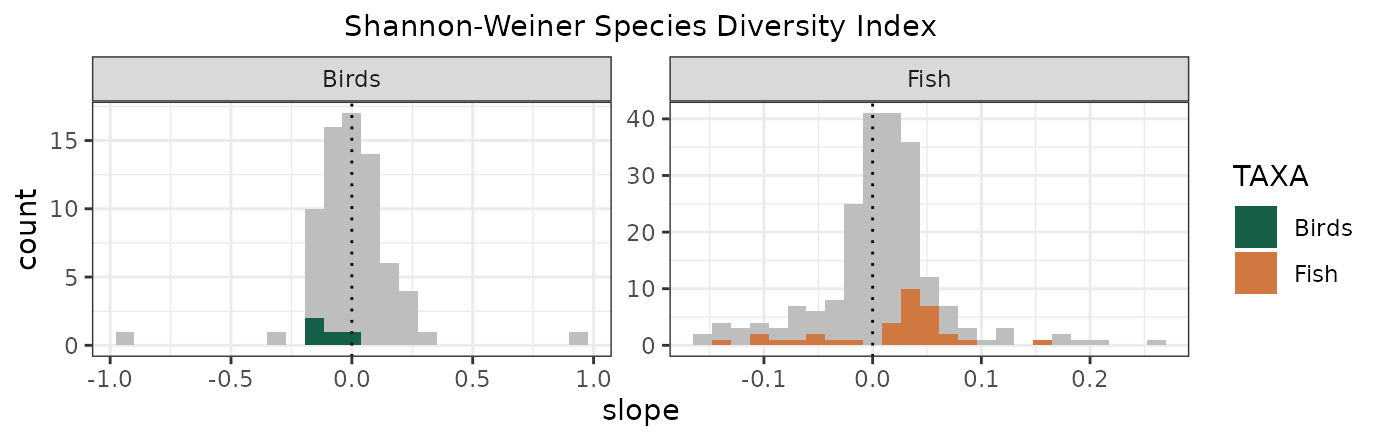 Shannon-Weiner Species Diversity Index
Birds
Fish
count
15
10
5
0
40
30
20
10
0
-1.0 -0.5 0.0 0.5 1.0
-0.1 0.0 0.1 0.2
slope
TAXA
Birds
Fish